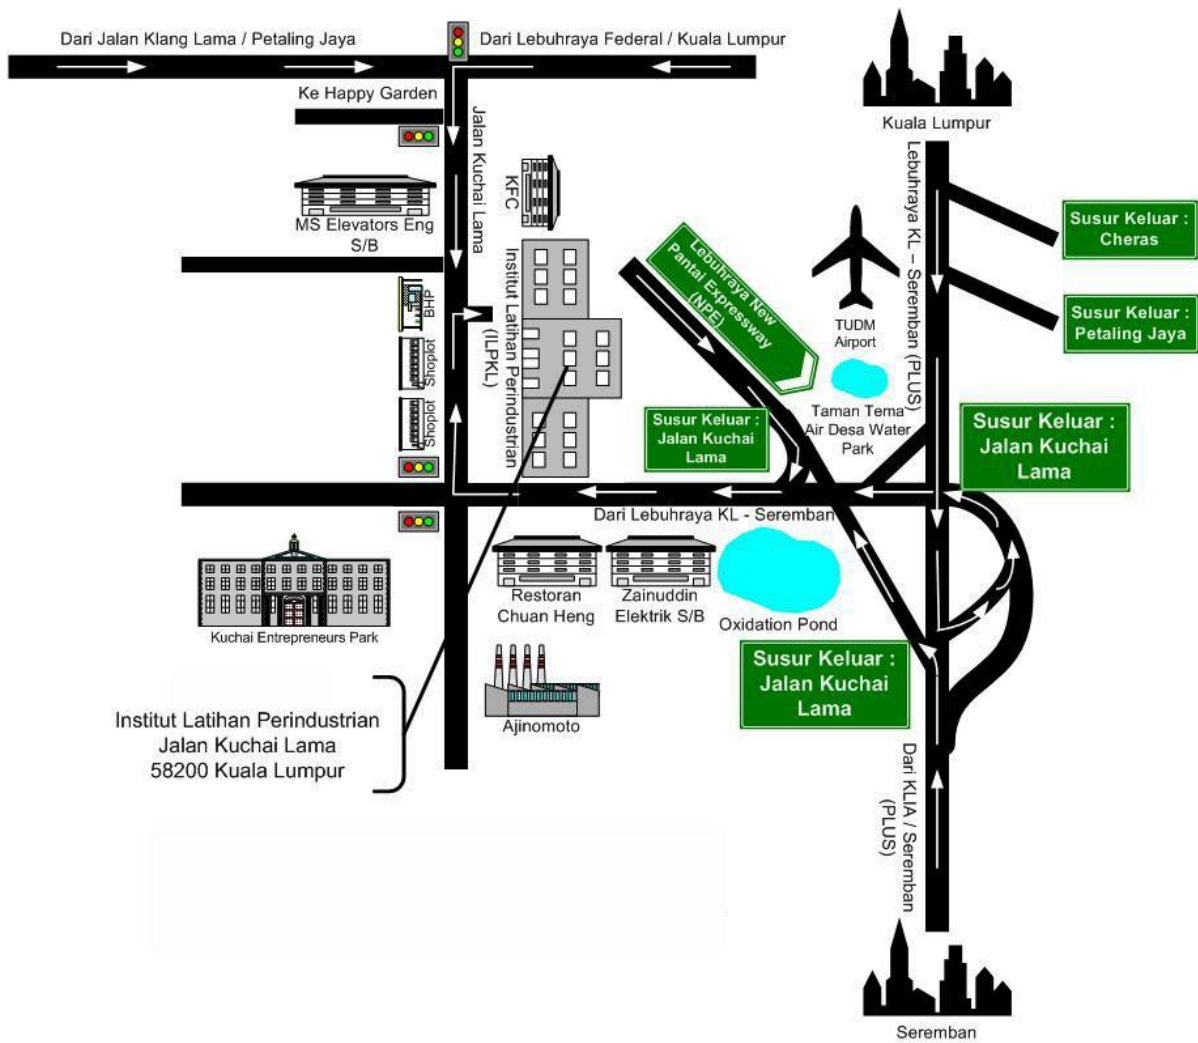 Dari Jalan Klang Lama / Petaling Jaya
Dari Lebuhraya Federal / Kuala Lumpur
Ke Happy Garden
Jalan Kuchai Lama
KFC
MS Elevators Eng
S/B
BHP
Shoplot
Shoplot
Institut Latihan Perindustrian
(ILPKL)
Lebuhraya New
Pantai Expressway
(NPE)
TUDM
Airport
Taman Tema
Air Desa Water
Park
Kuala Lumpur
Lebuhraya KL – Seremban (PLUS)
Susur Keluar :
Cheras
Susur Keluar :
Petaling Jaya
Susur Keluar :
Jalan Kuchai
Lama
Susur Keluar :
Jalan Kuchai
Lama
Dari Lebuhraya KL - Seremban
Kuchai Entrepreneurs Park
Restoran
Chuan Heng
Zainuddin
Elektrik S/B
Oxidation Pond
Susur Keluar :
Jalan Kuchai
Lama
Ajinomoto
Institut Latihan Perindustrian
Jalan Kuchai Lama
58200 Kuala Lumpur
Dari KLIA / Seremban
(PLUS)
Seremban